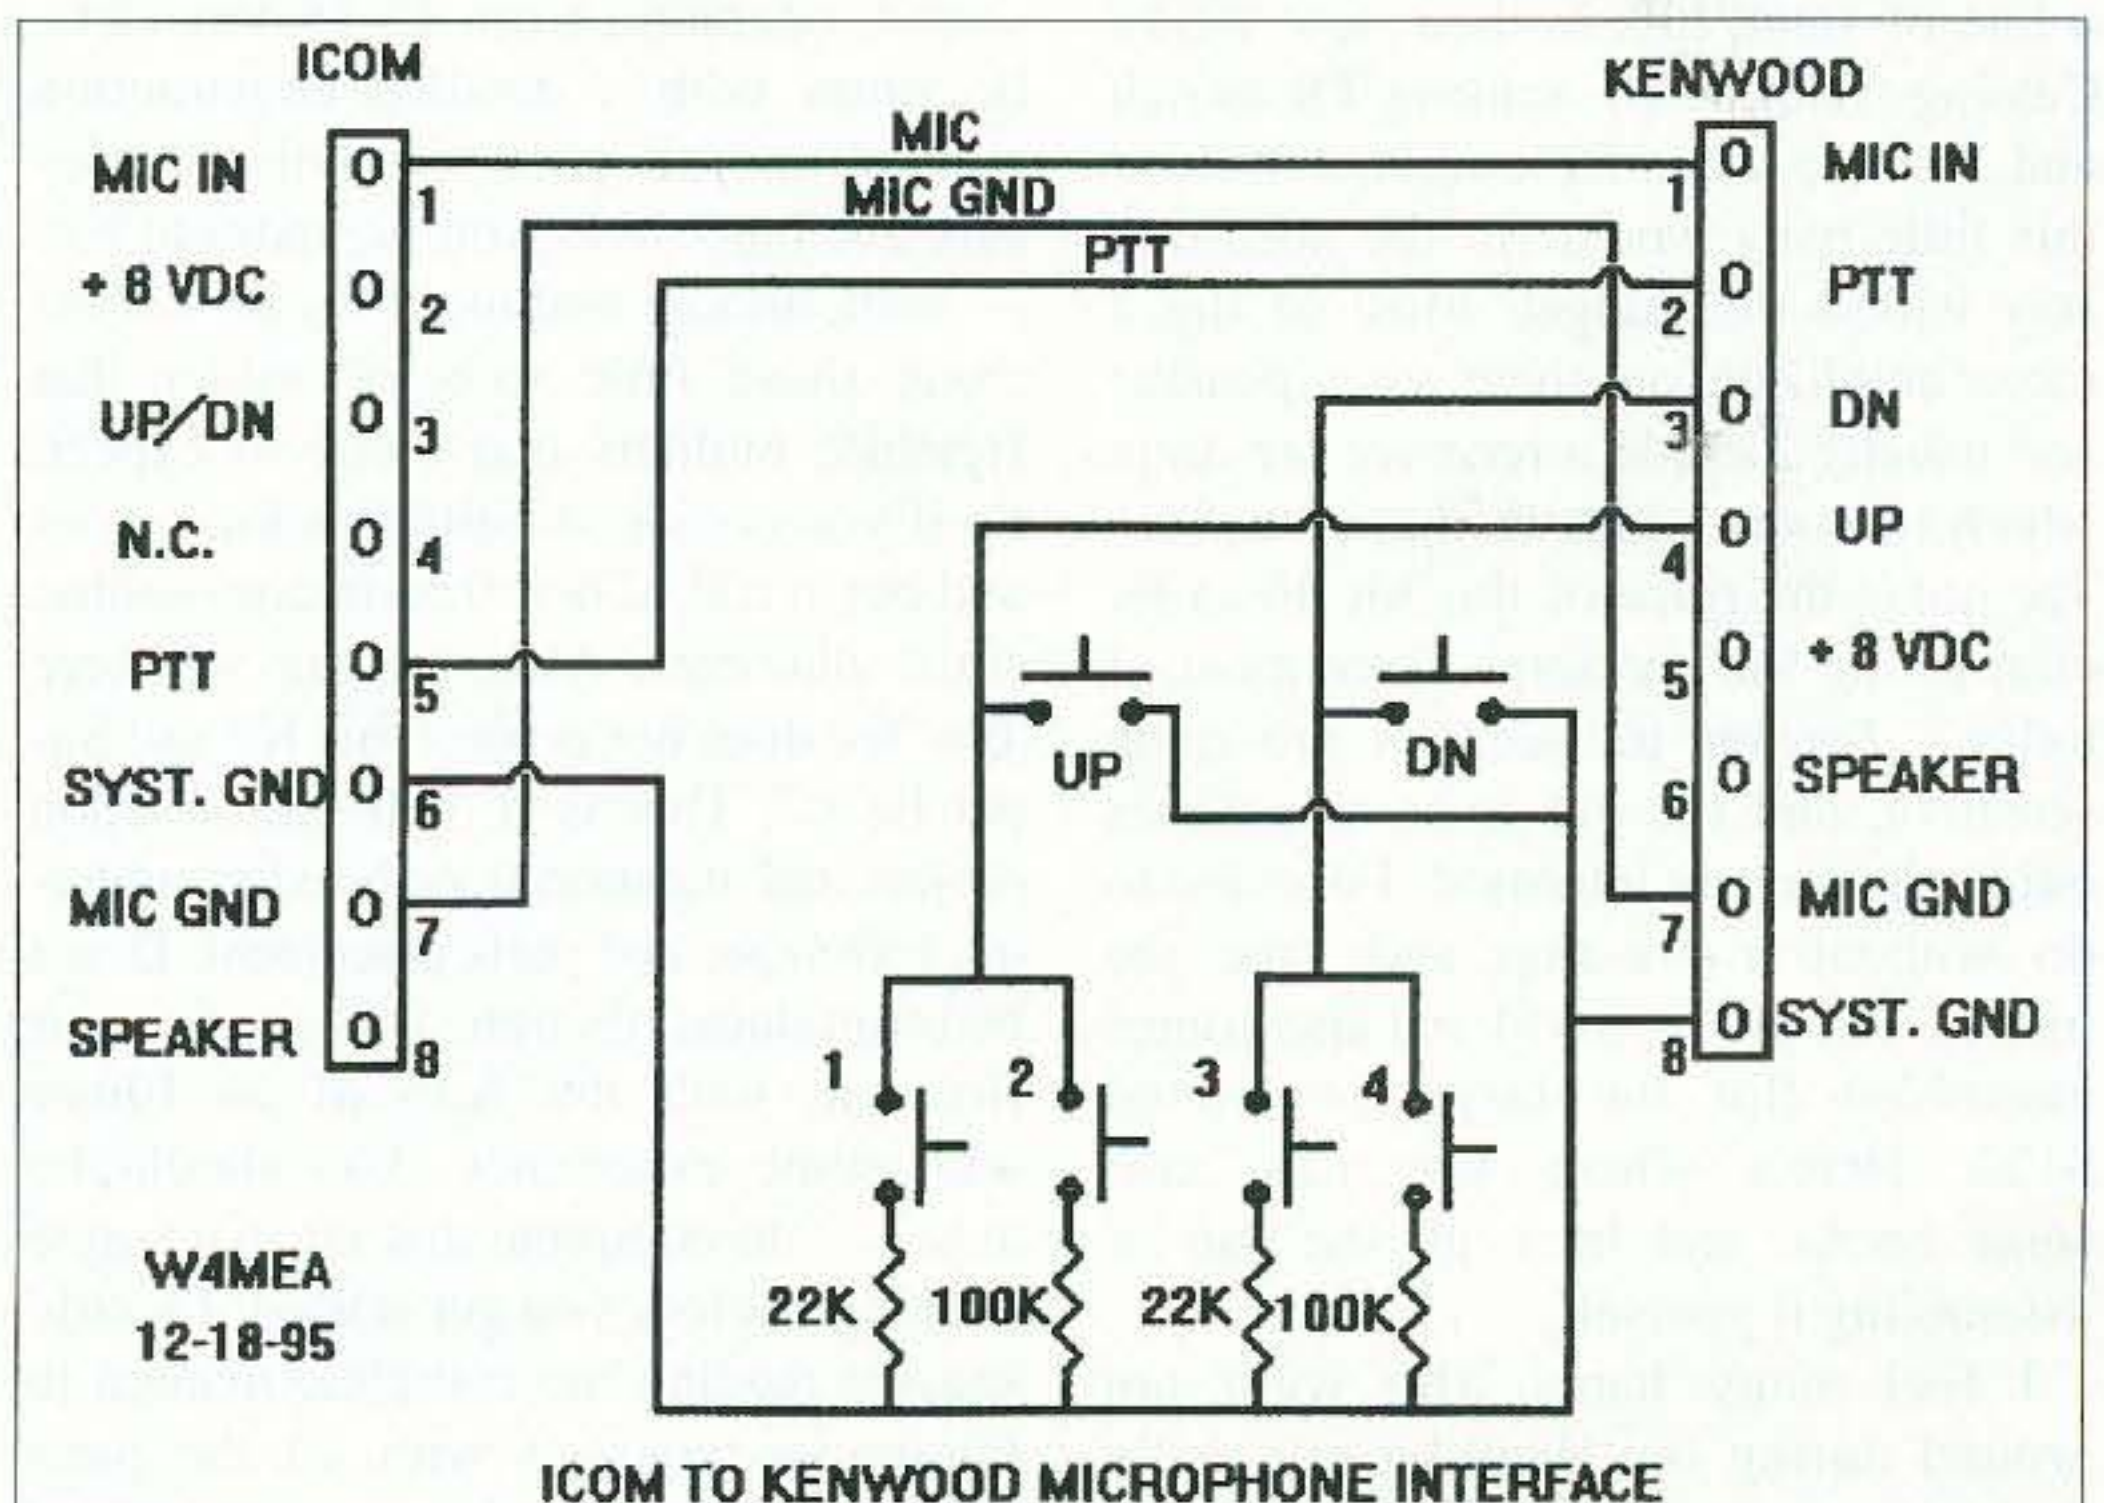 ICOM
KENWOOD
MIC
MIC GND
PTT
MIC IN
1
+ 8 VDC
2
UP/DN
3
N.C.
4
PTT
5
SYST. GND
6
MIC GND
7
SPEAKER
8
1
MIC IN
2
PTT
3
DN
4
UP
5
+ 8 VDC
6
SPEAKER
7
MIC GND
8
SYST. GND
UP
DN
1
2
3
4
22K
100K
22K
100K
W4MEA
12-18-95
ICOM TO KENWOOD MICROPHONE INTERFACE